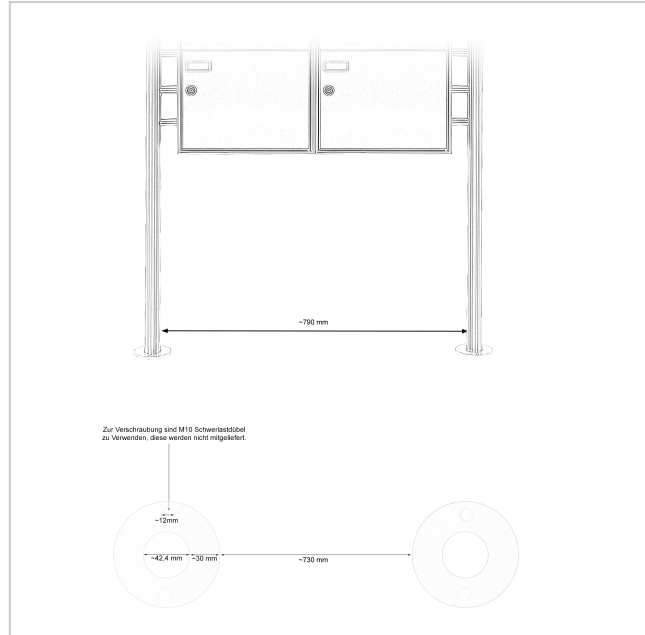 ~790 mm
Zur Verschraubung sind M10 Schwerlastdübel
zu Verwenden, diese werden nicht mitgeliefert.
~12mm
~42,4 mm
~30 mm
~730 mm